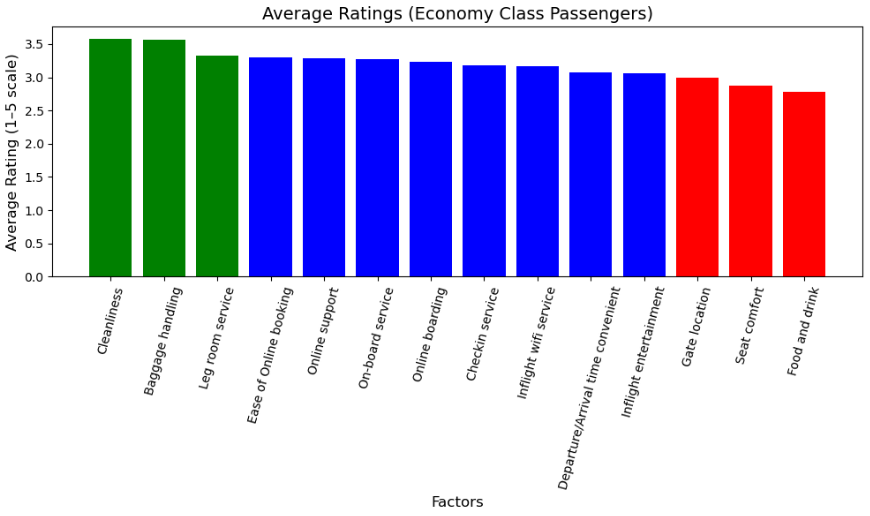 Average Ratings (Economy Class Passengers)
Average Rating (1–5 scale)
3.5
3.0
2.5
2.0
1.5
1.0
0.5
0.0
Cleanliness
Baggage handling
Leg room service
Ease of Online booking
Online support
On-board service
Online boarding
Checkin service
Inflight wifi service
Departure/Arrival time convenient
Inflight entertainment
Gate location
Seat comfort
Food and drink
Factors